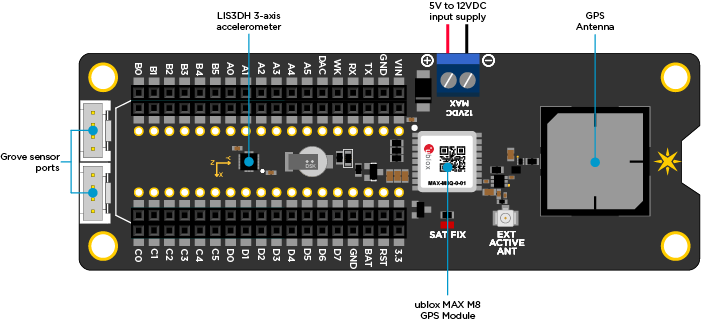 LIS3DH 3-axis
accelerometer
5V to 12VDC
input supply
GPS
Antenna
B0 B1 B2 B3 B4 B5 A0 A1 A2 A3 A4 A5 DAC WK RX TX GND VIN
+ −
12VDC
MAX
Grove sensor
ports
Z Y
X
DSK
ublox
MAX-M8Q-0-01
SAT FIX
EXT
ACTIVE
ANT
C0 C1 C2 C3 C4 C5 D0 D1 D2 D3 D4 D5 D6 D7 GND BAT RST 3.3
ublox MAX M8
GPS Module